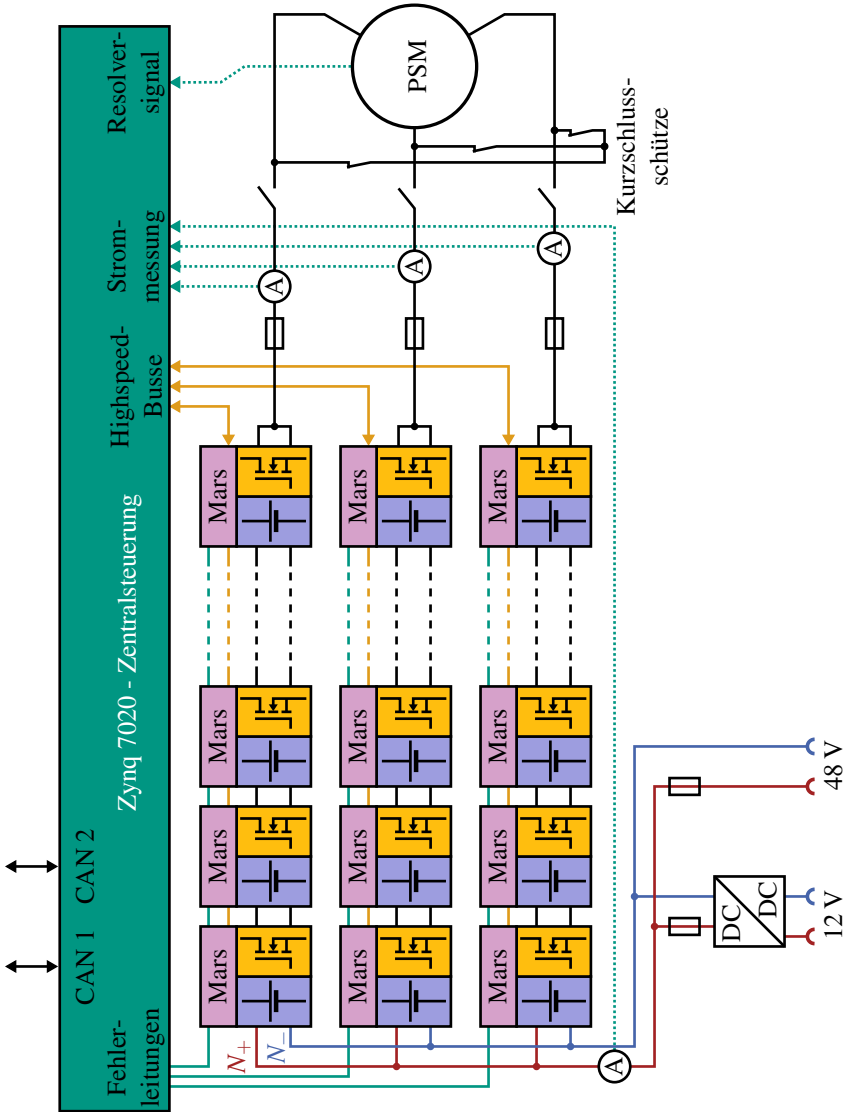 CAN 1
CAN 2
Fehler-
leitungen
Zynq 7020 - Zentralsteuerung
Highspeed-
Busse
Strom-
messung
Resolver-
signal
Mars
Mars
Mars
Mars
N+
N−
A
Mars
Mars
Mars
Mars
A
PSM
Mars
Mars
Mars
Mars
A
Kurzschluss-
schütze
A
DC
DC
12 V
48 V